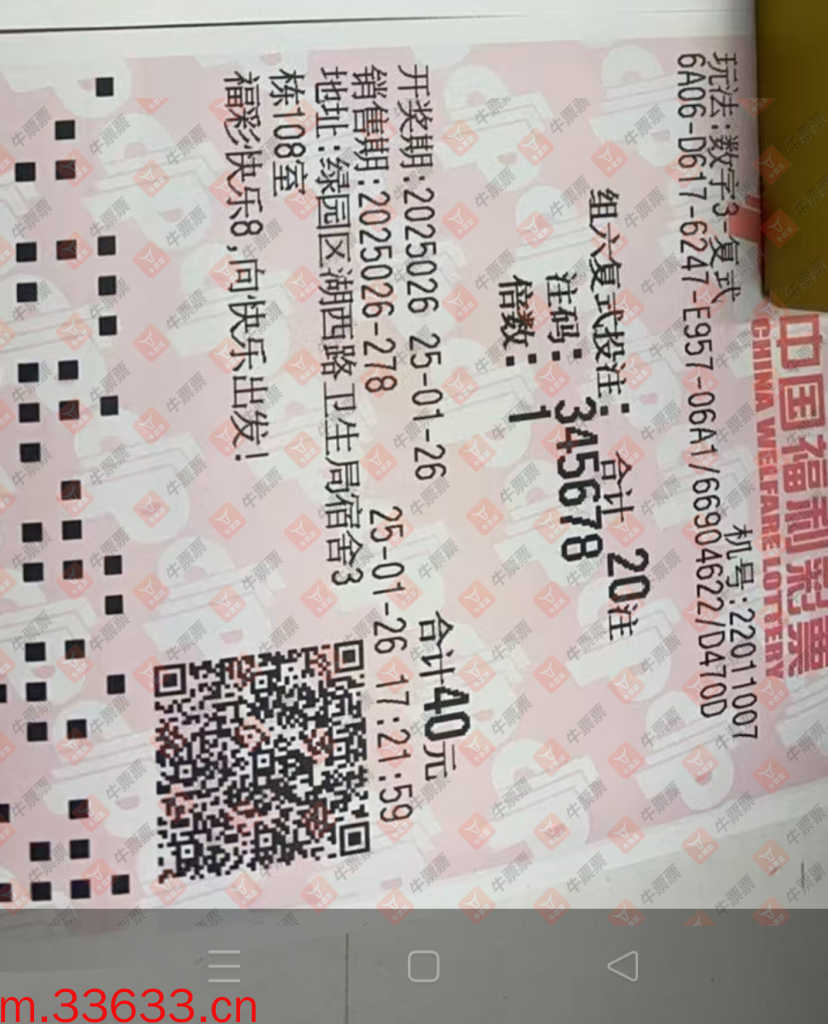 中国福利彩票
CHINA WELFARE LOTTERY
玩法:数字3-复式 机号:22011007
6A06-D617-6247-E957-06A1/66904622/D470D
组六复式投注: 合计 20注
注码: 345678
倍数: 1
开奖期:2025026 25-01-26 合计40元
销售期:2025026-278 25-01-26 17:21:59
地址:绿园区湖西路卫生局宿舍3
栋108室
福彩快乐8,向快乐出发!
牛票票
m.33633.cn